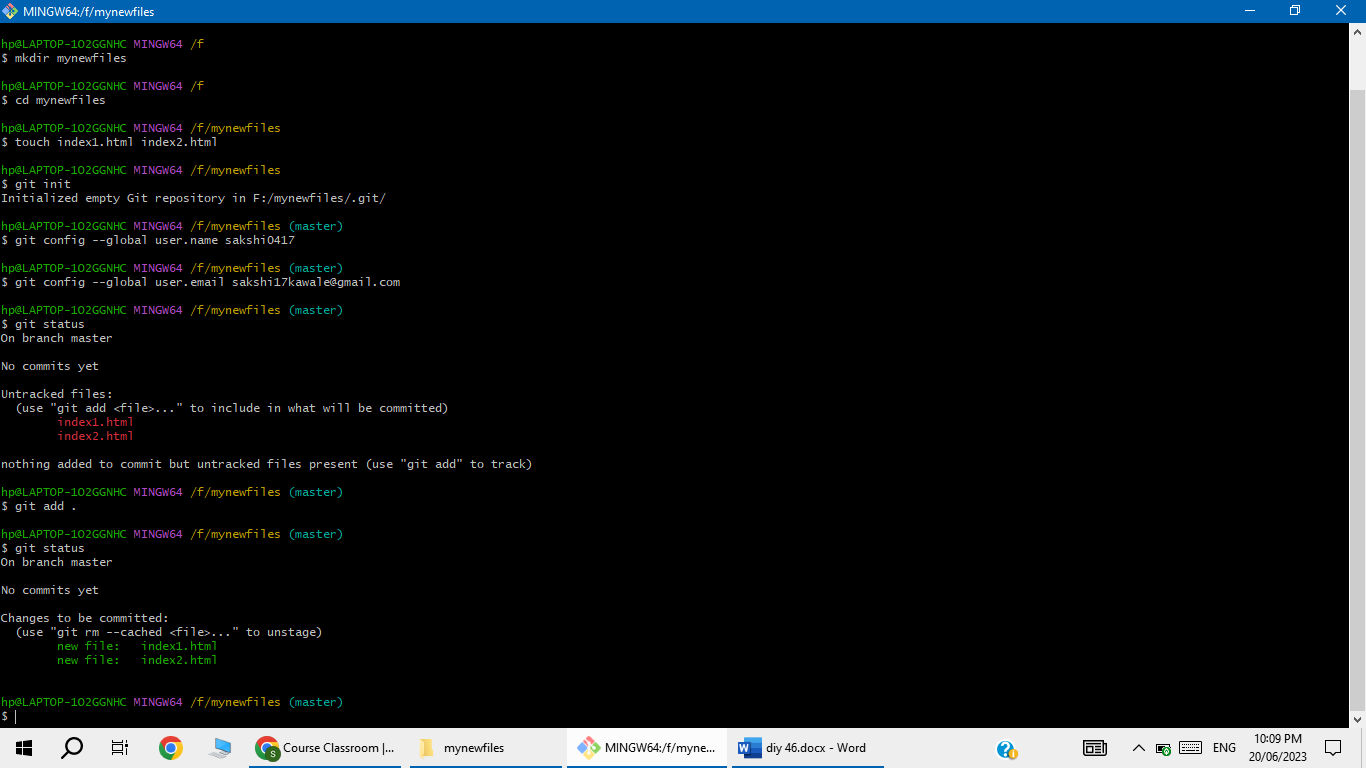 MINGW64:/f/mynewfiles
hp@LAPTOP-1O2GGNHC MINGW64 /f
$ mkdir mynewfiles
hp@LAPTOP-1O2GGNHC MINGW64 /f
$ cd mynewfiles
hp@LAPTOP-1O2GGNHC MINGW64 /f/mynewfiles
$ touch index1.html index2.html
hp@LAPTOP-1O2GGNHC MINGW64 /f/mynewfiles
$ git init
Initialized empty Git repository in F:/mynewfiles/.git/
hp@LAPTOP-1O2GGNHC MINGW64 /f/mynewfiles (master)
$ git config --global user.name sakshi0417
hp@LAPTOP-1O2GGNHC MINGW64 /f/mynewfiles (master)
$ git config --global user.email sakshi17kawale@gmail.com
hp@LAPTOP-1O2GGNHC MINGW64 /f/mynewfiles (master)
$ git status
On branch master
No commits yet
Untracked files:
(use "git add <file>..." to include in what will be committed)
index1.html
index2.html
nothing added to commit but untracked files present (use "git add" to track)
hp@LAPTOP-1O2GGNHC MINGW64 /f/mynewfiles (master)
$ git add .
hp@LAPTOP-1O2GGNHC MINGW64 /f/mynewfiles (master)
$ git status
On branch master
No commits yet
Changes to be committed:
(use "git rm --cached <file>..." to unstage)
new file:   index1.html
new file:   index2.html
hp@LAPTOP-1O2GGNHC MINGW64 /f/mynewfiles (master)
$
S Course Classroom |... mynewfiles MINGW64:/f/myne... diy 46.docx - Word ENG 10:09 PM
20/06/2023